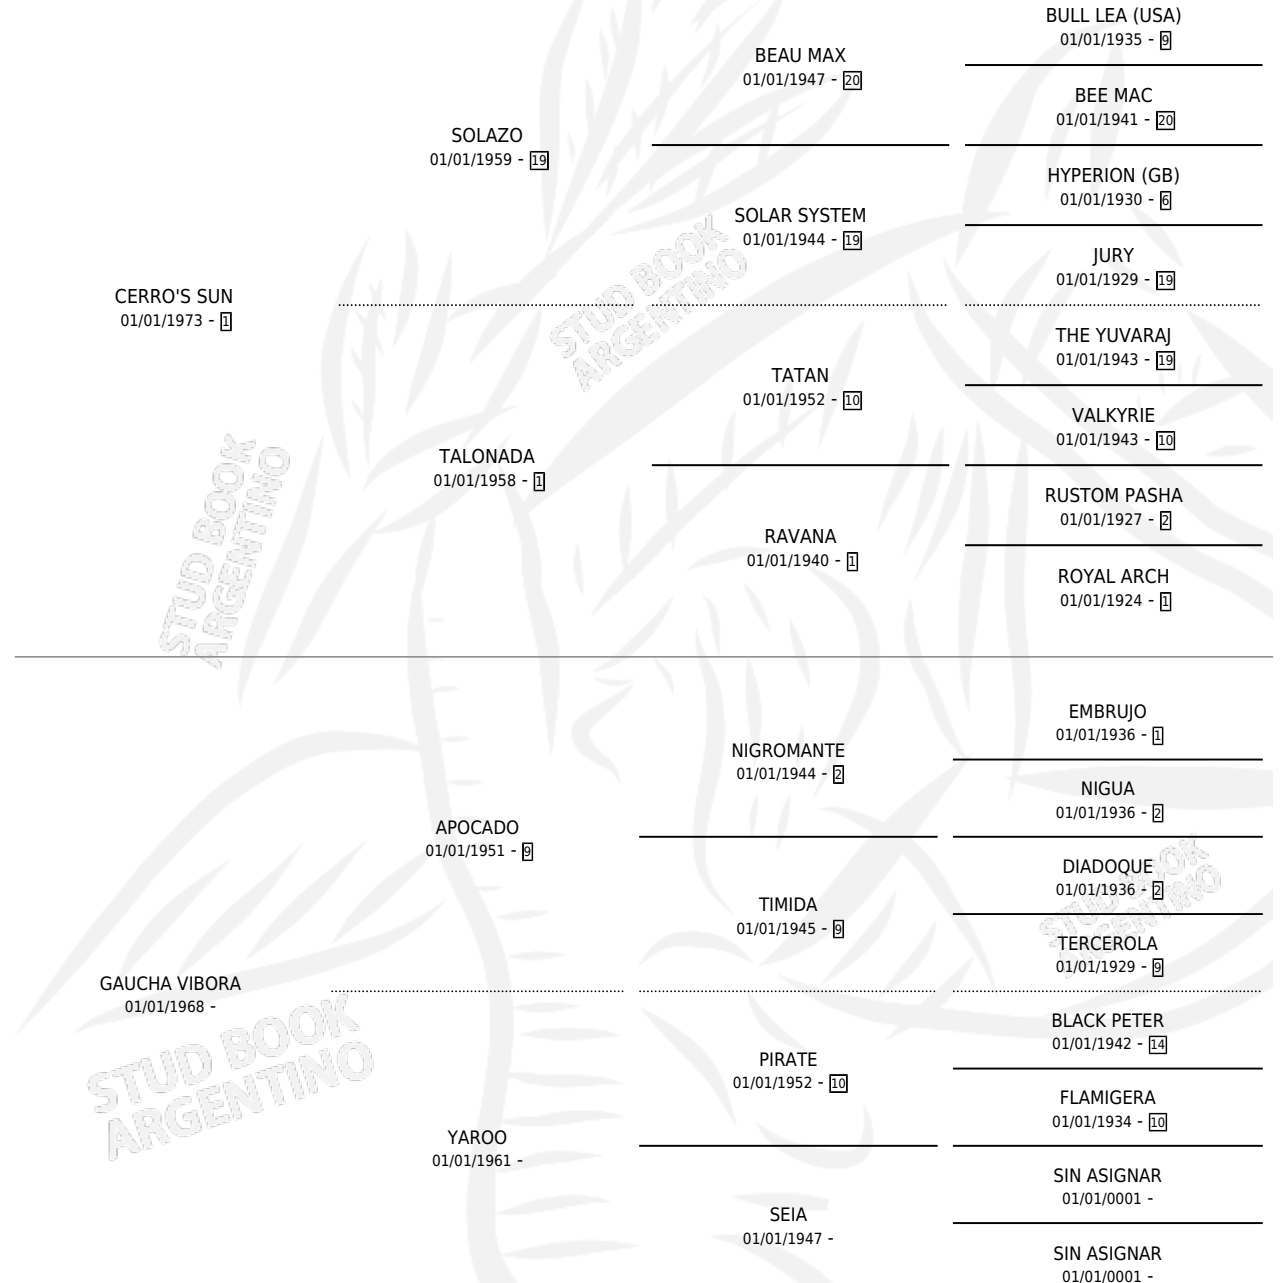 BULL LEA (USA)
01/01/1935 - 9
BEAU MAX
01/01/1947 - 20
BEE MAC
01/01/1941 - 20
SOLAZO
01/01/1959 - 19
HYPERION (GB)
01/01/1930 - 6
SOLAR SYSTEM
01/01/1944 - 19
JURY
01/01/1929 - 19
CERRO'S SUN
01/01/1973 - 1
STUD BOOK
ARGENTINO
THE YUVARAJ
01/01/1943 - 19
TATAN
01/01/1952 - 10
VALKYRIE
01/01/1943 - 10
TALONADA
01/01/1958 - 1
RUSTOM PASHA
01/01/1927 - 2
RAVANA
01/01/1940 - 1
ROYAL ARCH
01/01/1924 - 1
STUD BOOK
ARGENTINO
EMBRUJO
01/01/1936 - 1
NIGROMANTE
01/01/1944 - 2
NIGUA
01/01/1936 - 2
APOCADO
01/01/1951 - 9
DIADOQUE
01/01/1936 - 2
TIMIDA
01/01/1945 - 9
TERCEROLA
01/01/1929 - 9
STUD BOOK
ARGENTINO
GAUCHA VIBORA
01/01/1968 -
BLACK PETER
01/01/1942 - 14
PIRATE
01/01/1952 - 10
FLAMIGERA
01/01/1934 - 10
STUD BOOK
ARGENTINO
YAROO
01/01/1961 -
SIN ASIGNAR
01/01/0001 -
SEIA
01/01/1947 -
SIN ASIGNAR
01/01/0001 -